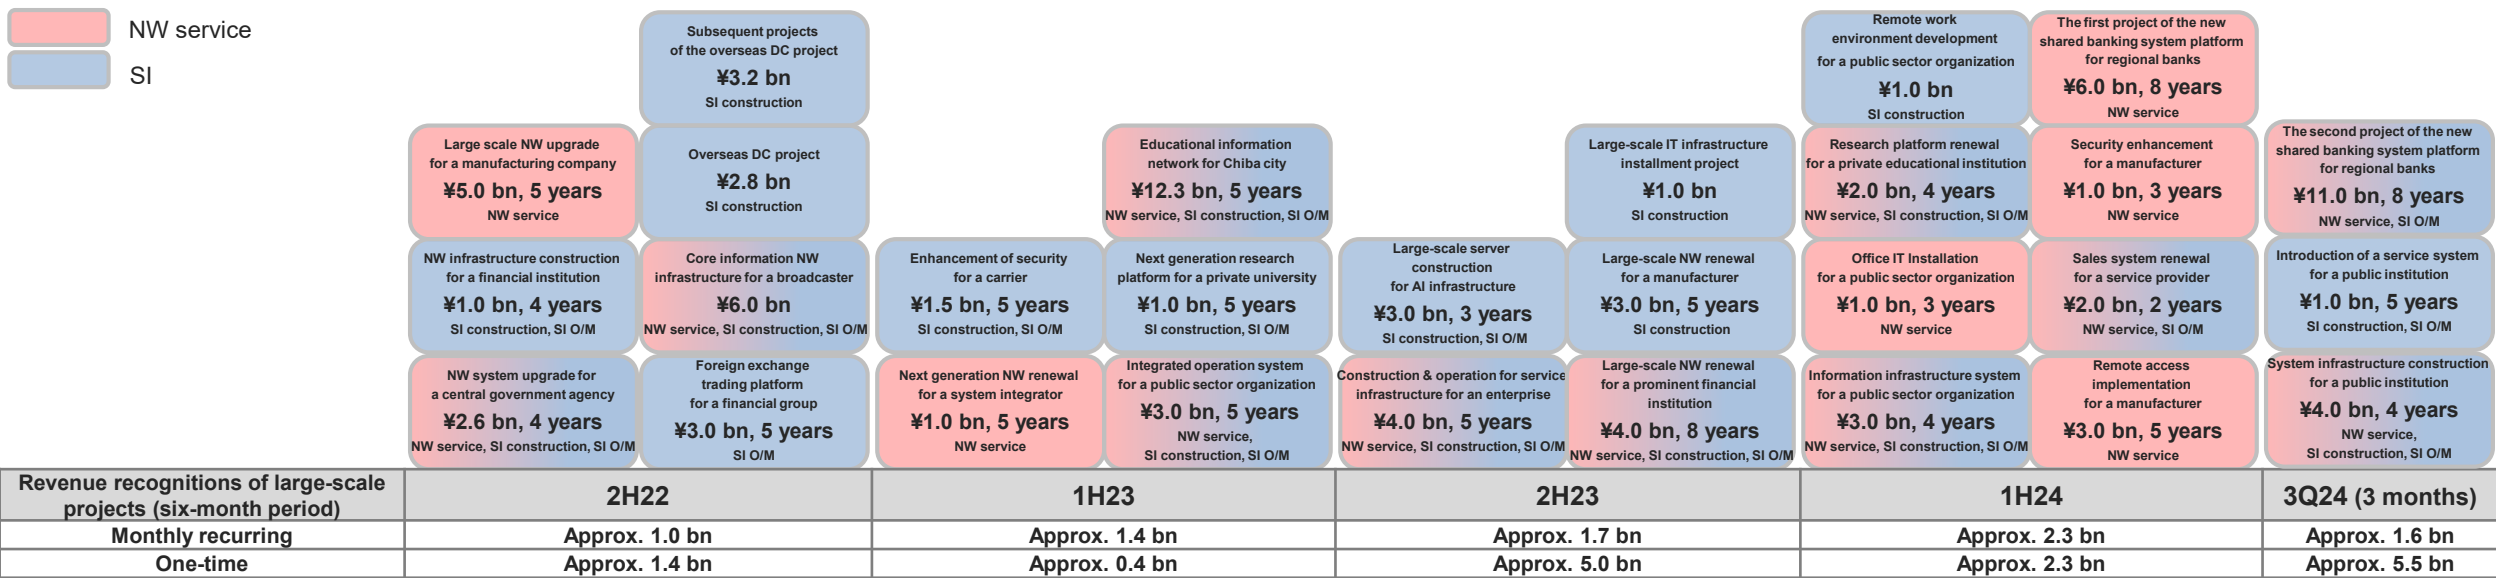 NW service
SI
Large scale NW upgrade
for a manufacturing company
¥5.0 bn, 5 years
NW service
NW infrastructure construction
for a financial institution
¥1.0 bn, 4 years
SI construction, SI O/M
NW system upgrade for
a central government agency
¥2.6 bn, 4 years
NW service, SI construction, SI O/M
Subsequent projects
of the overseas DC project
¥3.2 bn
SI construction
Overseas DC project
¥2.8 bn
SI construction
Core information NW
infrastructure for a broadcaster
¥6.0 bn
NW service, SI construction, SI O/M
Foreign exchange
trading platform
for a financial group
¥3.0 bn, 5 years
SI O/M
Enhancement of security
for a carrier
¥1.5 bn, 5 years
SI construction, SI O/M
Next generation NW renewal
for a system integrator
¥1.0 bn, 5 years
NW service
Educational information
network for Chiba city
¥12.3 bn, 5 years
NW service, SI construction, SI O/M
Next generation research
platform for a private university
¥1.0 bn, 5 years
SI construction, SI O/M
Integrated operation system
for a public sector organization
¥3.0 bn, 5 years
NW service,
SI construction, SI O/M
Large-scale server
construction
for AI infrastructure
¥3.0 bn, 3 years
SI construction, SI O/M
Construction & operation for service
infrastructure for an enterprise
¥4.0 bn, 5 years
NW service, SI construction, SI O/M
Large-scale IT infrastructure
installment project
¥1.0 bn
SI construction
Large-scale NW renewal
for a manufacturer
¥3.0 bn, 5 years
SI construction
Large-scale NW renewal
for a prominent financial
institution
¥4.0 bn, 8 years
NW service, SI construction, SI O/M
Remote work
environment development
for a public sector organization
¥1.0 bn
SI construction
Research platform renewal
for a private educational institution
¥2.0 bn, 4 years
NW service, SI construction, SI O/M
Office IT Installation
for a public sector organization
¥1.0 bn, 3 years
NW service
Information infrastructure system
for a public sector organization
¥3.0 bn, 4 years
NW service, SI construction, SI O/M
The first project of the new
shared banking system platform
for regional banks
¥6.0 bn, 8 years
NW service
Security enhancement
for a manufacturer
¥1.0 bn, 3 years
NW service
Sales system renewal
for a service provider
¥2.0 bn, 2 years
NW service, SI O/M
Remote access
implementation
for a manufacturer
¥3.0 bn, 5 years
NW service
The second project of the new
shared banking system platform
for regional banks
¥11.0 bn, 8 years
NW service, SI O/M
Introduction of a service system
for a public institution
¥1.0 bn, 5 years
SI construction, SI O/M
System infrastructure construction
for a public institution
¥4.0 bn, 4 years
NW service,
SI construction, SI O/M
Revenue recognitions of large-scale
projects (six-month period)
2H22
1H23
2H23
1H24
3Q24 (3 months)
Monthly recurring
Approx. 1.0 bn
Approx. 1.4 bn
Approx. 1.7 bn
Approx. 2.3 bn
Approx. 1.6 bn
One-time
Approx. 1.4 bn
Approx. 0.4 bn
Approx. 5.0 bn
Approx. 2.3 bn
Approx. 5.5 bn